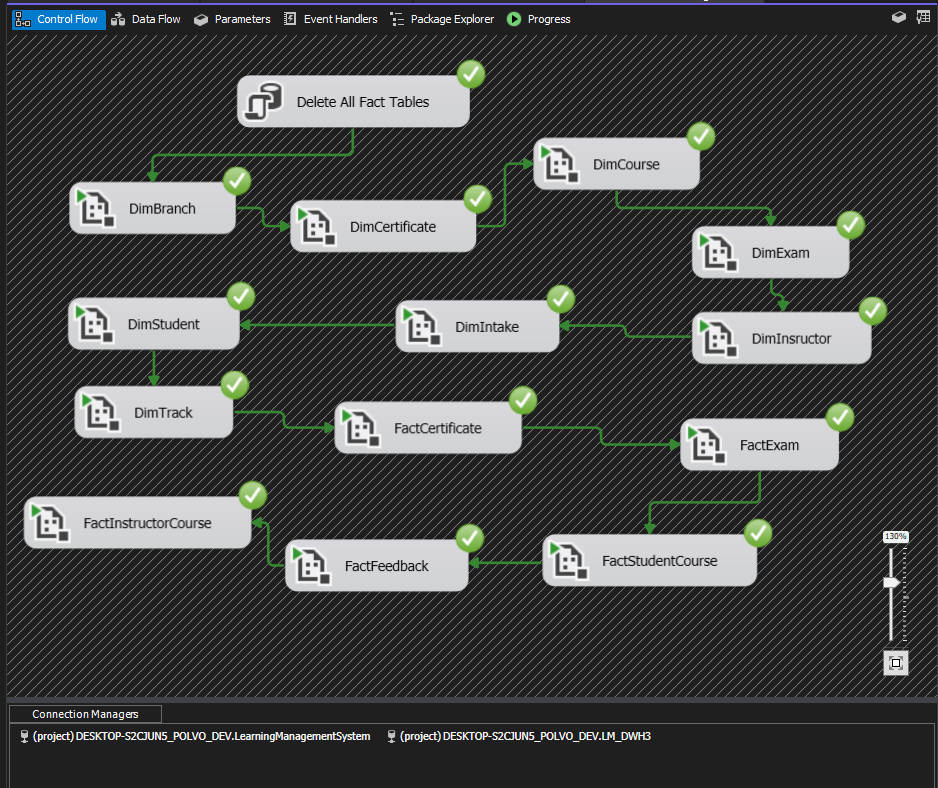 Control Flow Data Flow Parameters Event Handlers Package Explorer Progress
Delete All Fact Tables
DimBranch
DimCertificate
DimCourse
DimExam
DimInsructor
DimIntake
DimStudent
DimTrack
FactCertificate
FactExam
FactStudentCourse
FactFeedback
FactInstructorCourse
130%
Connection Managers
(project) DESKTOP-S2CJUN5_POLVO_DEV.LearningManagementSystem (project) DESKTOP-S2CJUN5_POLVO_DEV.LM_DWH3